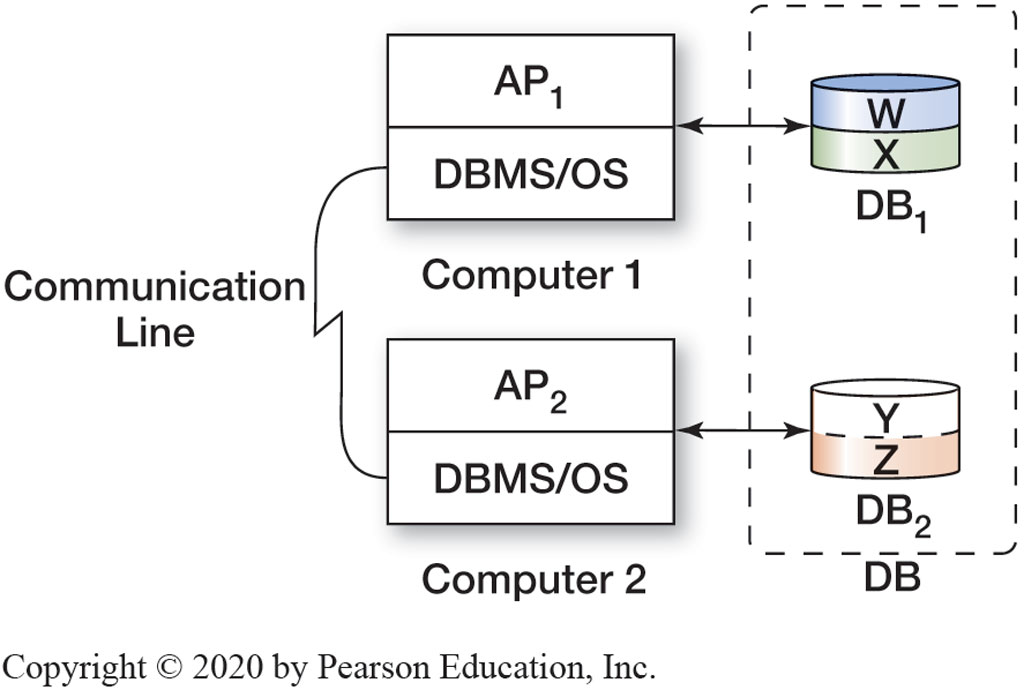 AP1
DBMS/OS
Computer 1
W
X
DB1
Communication
Line
AP2
DBMS/OS
Computer 2
Y
Z
DB2
DB
Copyright © 2020 by Pearson Education, Inc.